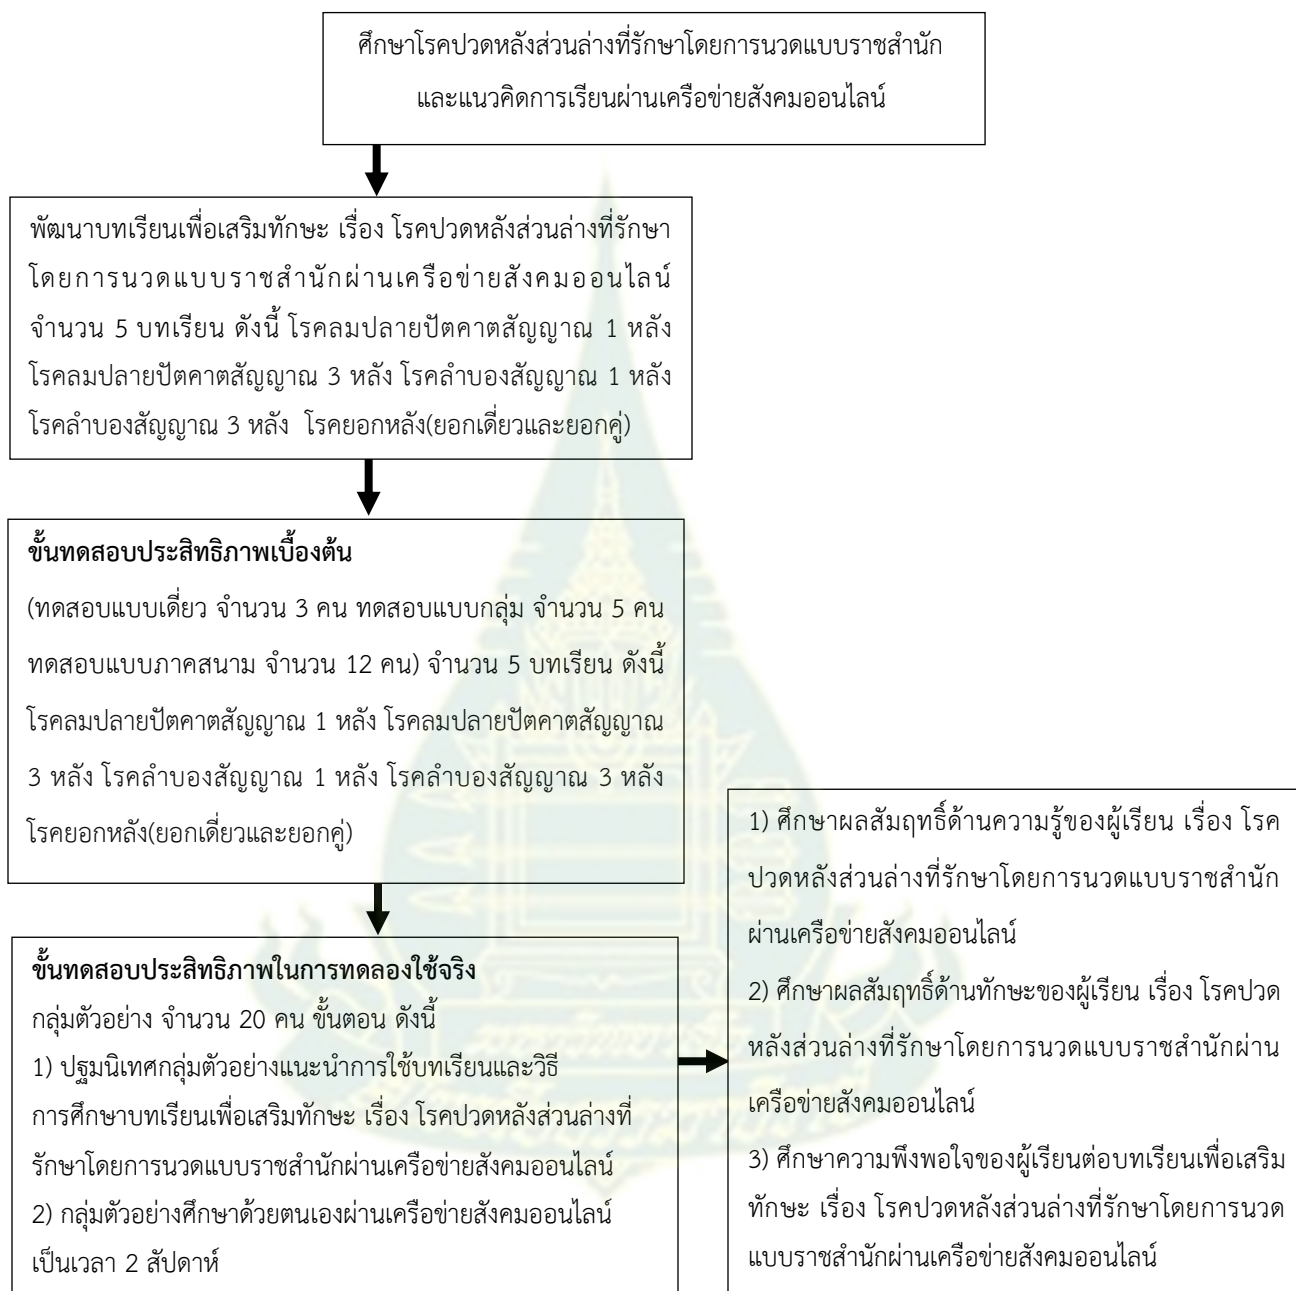 ศึกษาโรคปวดหลังส่วนล่างที่รักษาโดยการนวดแบบราชสำนัก
และแนวคิดการเรียนผ่านเครือข่ายสังคมออนไลน์
พัฒนาบทเรียนเพื่อเสริมทักษะ เรื่อง โรคปวดหลังส่วนล่างที่รักษา
โดยการนวดแบบราชสำนักผ่านเครือข่ายสังคมออนไลน์
จำนวน 5 บทเรียน ดังนี้ โรคลมปลายปัตคาตสัญญาณ 1 หลัง
โรคลมปลายปัตคาตสัญญาณ 3 หลัง โรคลำบองสัญญาณ 1 หลัง
โรคลำบองสัญญาณ 3 หลัง โรคยอกหลัง(ยอกเดี่ยวและยอกคู่)
ขั้นทดสอบประสิทธิภาพเบื้องต้น
(ทดสอบแบบเดี่ยว จำนวน 3 คน ทดสอบแบบกลุ่ม จำนวน 5 คน
ทดสอบแบบภาคสนาม จำนวน 12 คน) จำนวน 5 บทเรียน ดังนี้
โรคลมปลายปัตคาตสัญญาณ 1 หลัง โรคลมปลายปัตคาตสัญญาณ
3 หลัง โรคลำบองสัญญาณ 1 หลัง โรคลำบองสัญญาณ 3 หลัง
โรคยอกหลัง(ยอกเดี่ยวและยอกคู่)
ขั้นทดสอบประสิทธิภาพในการทดลองใช้จริง
กลุ่มตัวอย่าง จำนวน 20 คน ขั้นตอน ดังนี้
1) ปฐมนิเทศกลุ่มตัวอย่างแนะนำการใช้บทเรียนและวิธี
การศึกษาบทเรียนเพื่อเสริมทักษะ เรื่อง โรคปวดหลังส่วนล่างที่
รักษาโดยการนวดแบบราชสำนักผ่านเครือข่ายสังคมออนไลน์
2) กลุ่มตัวอย่างศึกษาด้วยตนเองผ่านเครือข่ายสังคมออนไลน์
เป็นเวลา 2 สัปดาห์
1) ศึกษาผลสัมฤทธิ์ด้านความรู้ของผู้เรียน เรื่อง โรค
ปวดหลังส่วนล่างที่รักษาโดยการนวดแบบราชสำนัก
ผ่านเครือข่ายสังคมออนไลน์
2) ศึกษาผลสัมฤทธิ์ด้านทักษะของผู้เรียน เรื่อง โรคปวด
หลังส่วนล่างที่รักษาโดยการนวดแบบราชสำนักผ่าน
เครือข่ายสังคมออนไลน์
3) ศึกษาความพึงพอใจของผู้เรียนต่อบทเรียนเพื่อเสริม
ทักษะ เรื่อง โรคปวดหลังส่วนล่างที่รักษาโดยการนวด
แบบราชสำนักผ่านเครือข่ายสังคมออนไลน์